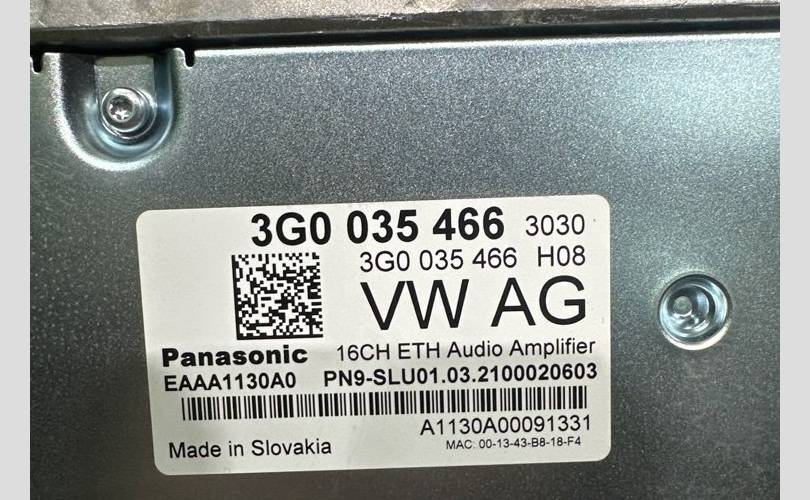 3G0 035 466 3030
3G0 035 466 H08
VW AG
Panasonic 16CH ETH Audio Amplifier
EAAA1130A0 PN9-SLU01.03.2100020603
A1130A00091331
Made in Slovakia MAC: 00-13-43-B8-18-F4